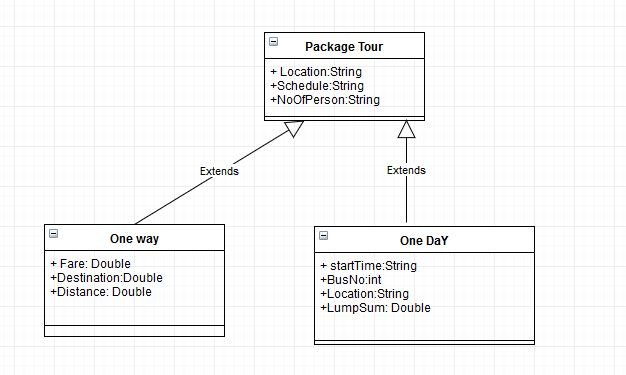 Package Tour
+ Location:String
+Schedule:String
+NoOfPerson:String
Extends
Extends
One way
+ Fare: Double
+Destination:Double
+Distance: Double
One DaY
+ startTime:String
+BusNo:int
+Location:String
+LumpSum: Double